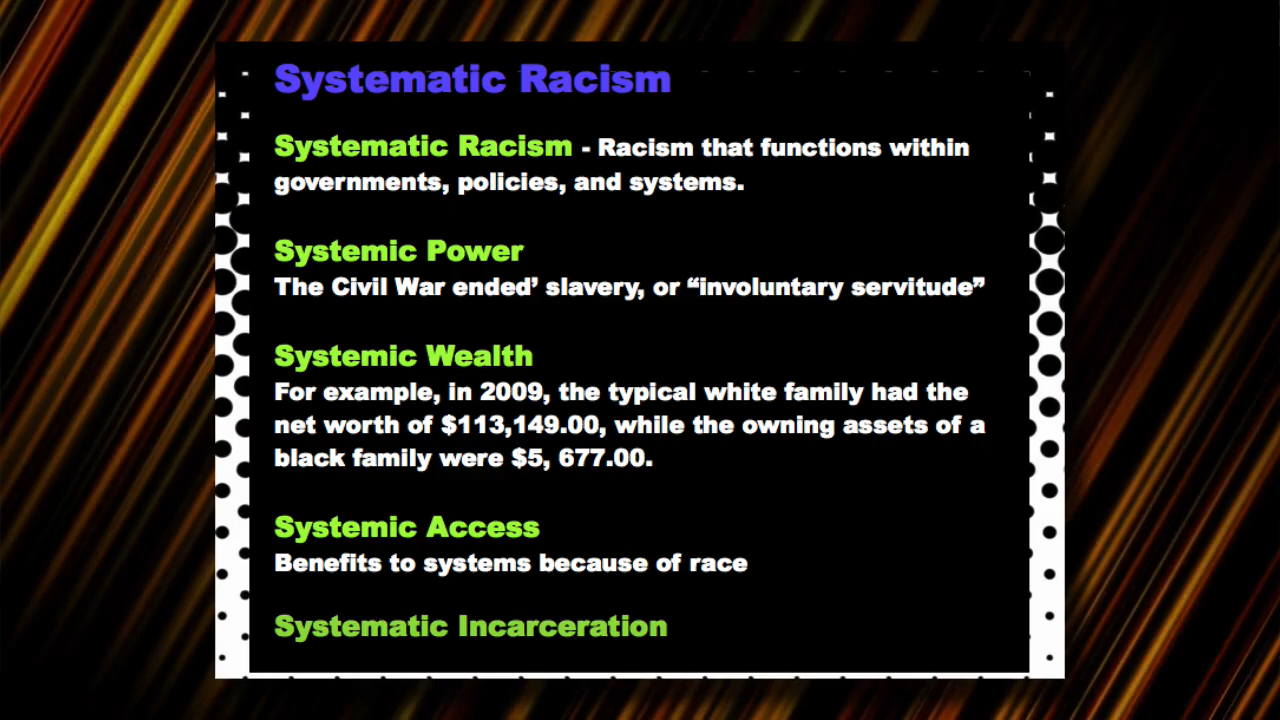 Systematic Racism
Systematic Racism - Racism that functions within
governments, policies, and systems.
Systemic Power
The Civil War ended’ slavery, or “involuntary servitude”
Systemic Wealth
For example, in 2009, the typical white family had the
net worth of $113,149.00, while the owning assets of a
black family were $5, 677.00.
Systemic Access
Benefits to systems because of race
Systematic Incarceration